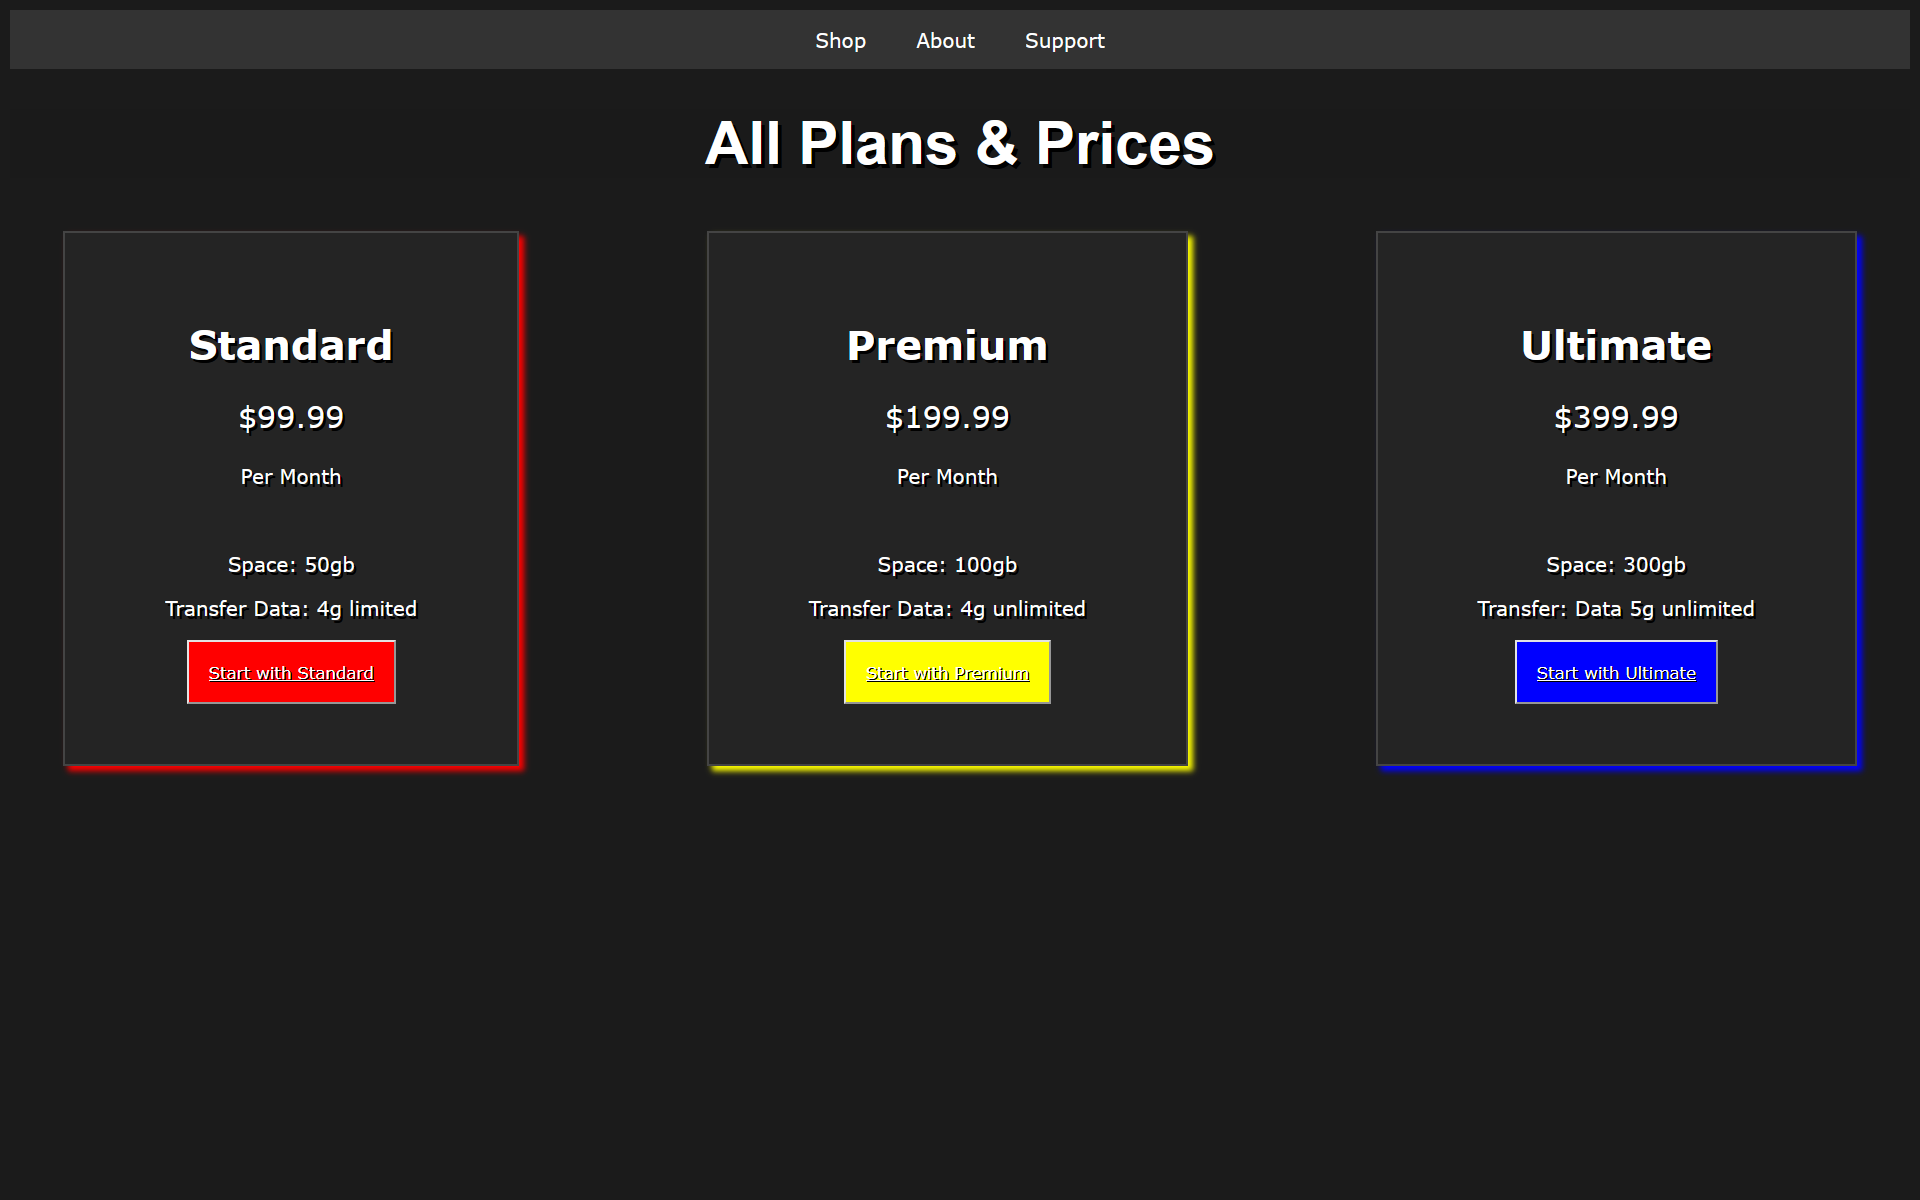 Shop About Support
All Plans & Prices
Standard
$99.99
Per Month
Space: 50gb
Transfer Data: 4g limited
Start with Standard
Premium
$199.99
Per Month
Space: 100gb
Transfer Data: 4g unlimited
Start with Premium
Ultimate
$399.99
Per Month
Space: 300gb
Transfer: Data 5g unlimited
Start with Ultimate